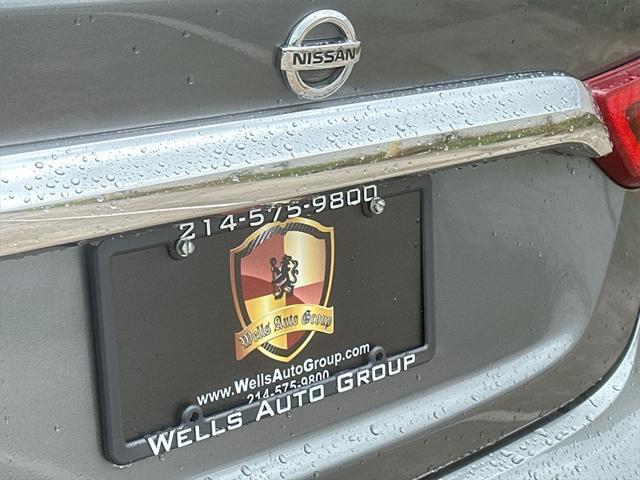 NISSAN
214-575-9800
Wells Auto Group
www.WellsAutoGroup.com
214-575-9800
Wells Auto Group